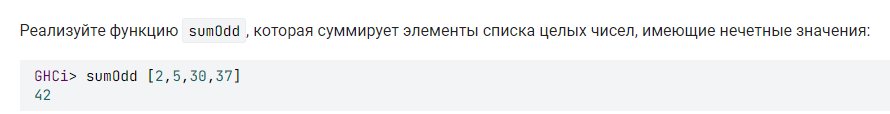 Реализуйте функцию sumOdd, которая суммирует элементы списка целых чисел, имеющие нечетные значения:
GHCi> sumOdd [2,5,30,37]
42